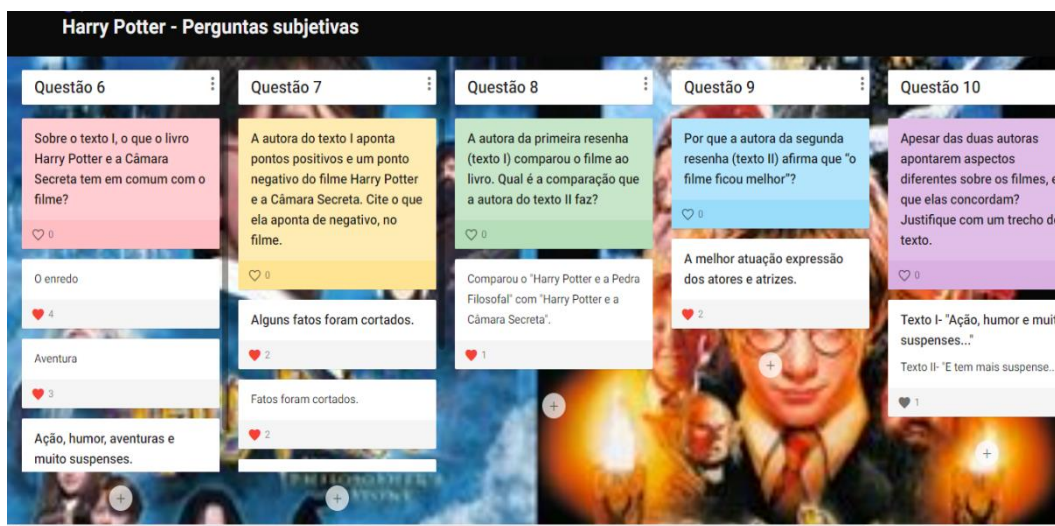 Harry Potter - Perguntas subjetivas
Questão 6
Sobre o texto I, o que o livro
Harry Potter e a Câmara
Secreta tem em comum com o
filme?
0
O enredo
4
Aventura
3
Ação, humor, aventuras e
muito suspenses.
Questão 7
A autora do texto I aponta
pontos positivos e um ponto
negativo do filme Harry Potter
e a Câmara Secreta. Cite o que
ela aponta de negativo, no
filme.
0
Alguns fatos foram cortados.
2
Fatos foram cortados.
2
Questão 8
A autora da primeira resenha
(texto I) comparou o filme ao
livro. Qual é a comparação que
a autora do texto II faz?
0
Comparou o "Harry Potter e a Pedra
Filosofal" com "Harry Potter e a
Câmara Secreta".
1
Questão 9
Por que a autora da segunda
resenha (texto II) afirma que “o
filme ficou melhor”?
0
A melhor atuação expressão
dos atores e atrizes.
2
Questão 10
Apesar das duas autoras
apontarem aspectos
diferentes sobre os filmes, e
que elas concordam?
Justifique com um trecho d
texto.
0
Texto I- "Ação, humor e mui
suspenses..."
Texto II- "E tem mais suspense..
1
STONE